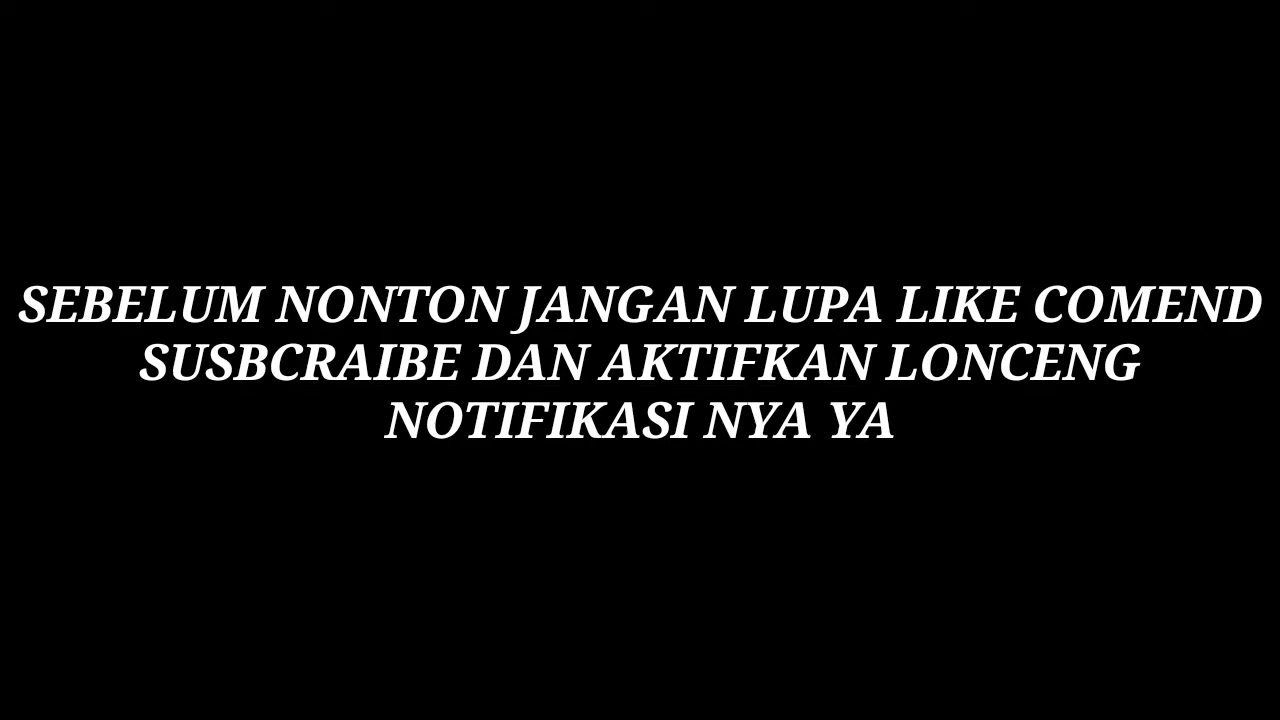 SEBELUM NONTON JANGAN LUPA LIKE COMEND
SUSBCRAIBE DAN AKTIFKAN LONCENG
NOTIFIKASI NYA YA